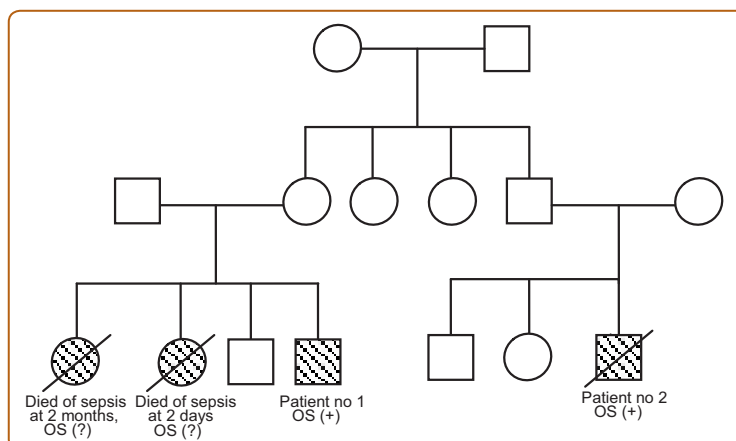 Died of sepsis
at 2 months,
OS (?)
Died of sepsis
at 2 days
OS (?)
Patient no 1
OS (+)
Patient no 2
OS (+)